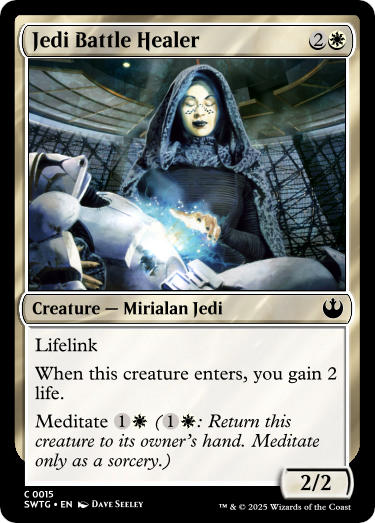 Jedi Battle Healer 2
Creature — Mirialan Jedi
Lifelink
When this creature enters, you gain 2
life.
Meditate 1 (1: Return this
creature to its owner's hand. Meditate
only as a sorcery.)
2/2
C 0015
SWTG • EN Dave Seeley
™ & © 2025 Wizards of the Coast